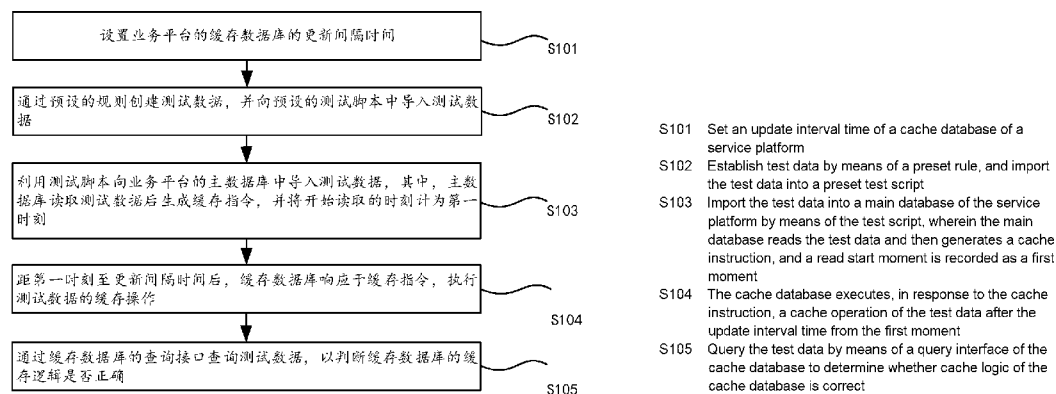 设置业务平台的缓存数据库的更新间隔时间
S101
通过预设的规则创建测试数据，并向预设的测试脚本中导入测试数
据
S102
利用测试脚本向业务平台的主数据库中导入测试数据，其中，主数
据库读取测试数据后生成缓存指令，并将开始读取的时刻计为第一
时刻
S103
距第一时刻至更新间隔时间后，缓存数据库响应于缓存指令，执行
测试数据的缓存操作
S104
通过缓存数据库的查询接口查询测试数据，以判断缓存数据库的缓
存逻辑是否正确
S105
S101 Set an update interval time of a cache database of a
service platform
S102 Establish test data by means of a preset rule, and import
the test data into a preset test script
S103 Import the test data into a main database of the service
platform by means of the test script, wherein the main
database reads the test data and then generates a cache
instruction, and a read start moment is recorded as a first
moment
S104 The cache database executes, in response to the cache
instruction, a cache operation of the test data after the
update interval time from the first moment
S105 Query the test data by means of a query interface of the
cache database to determine whether cache logic of the
cache database is correct